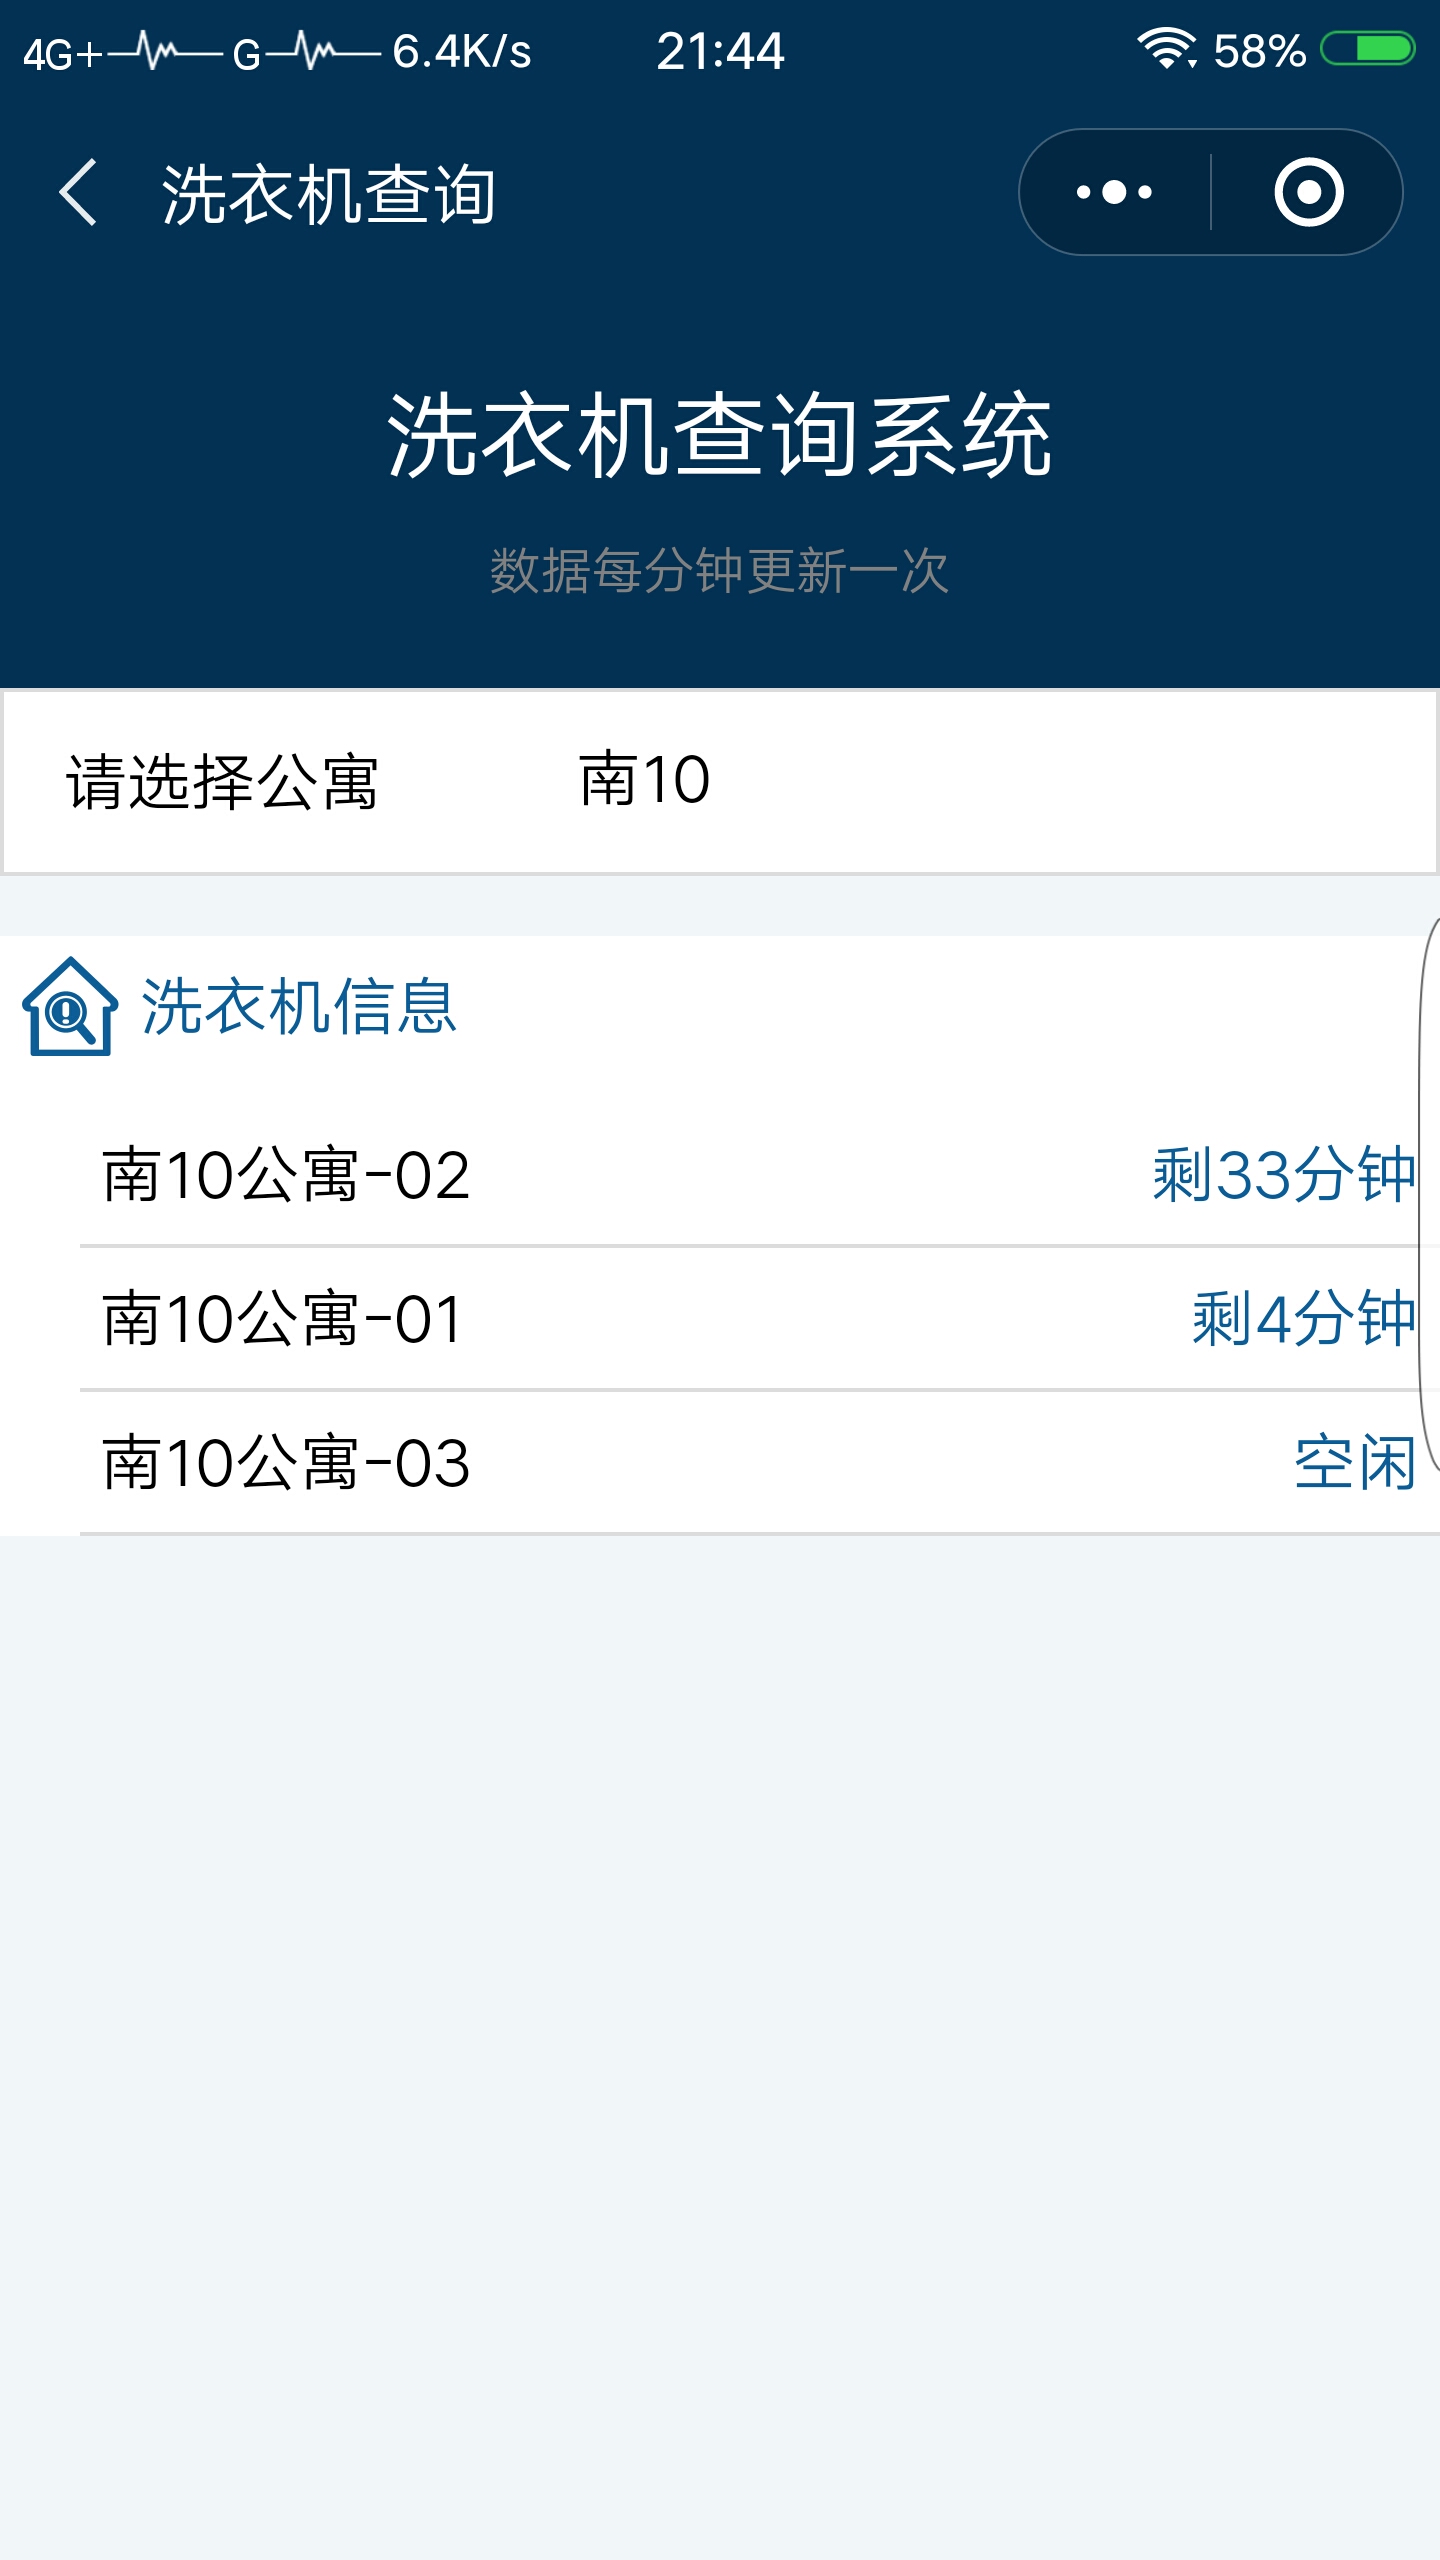 4G+ G 6.4K/s 21:44 58%
洗衣机查询
洗衣机查询系统
数据每分钟更新一次
请选择公寓 南10
洗衣机信息
南10公寓-02 剩33分钟
南10公寓-01 剩4分钟
南10公寓-03 空闲